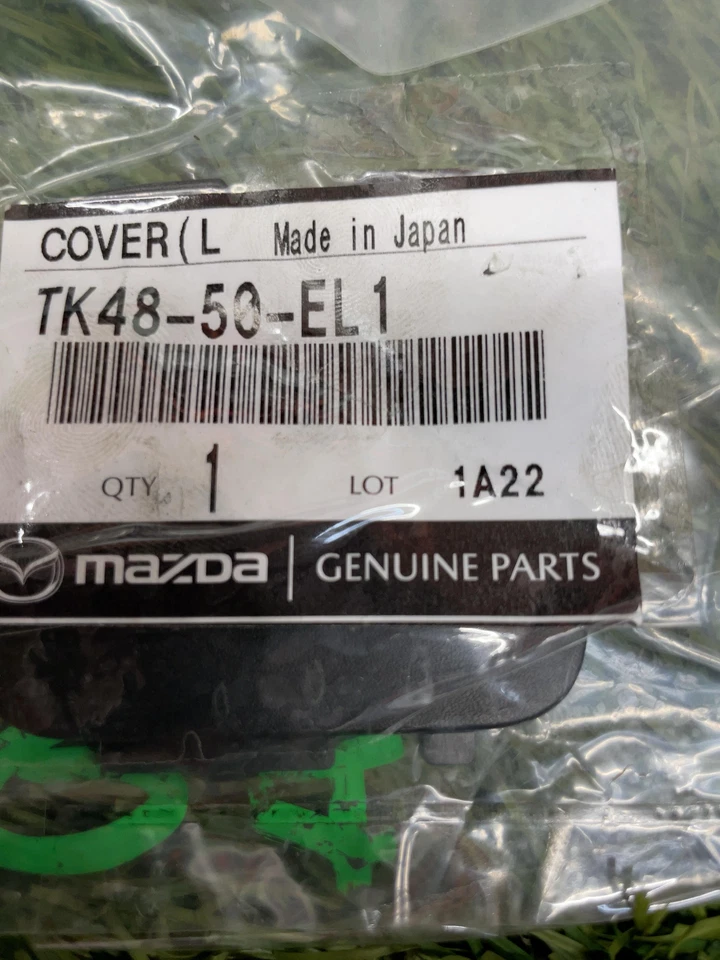 COVER(L Made in Japan
TK48-50-EL1
QTY 1 LOT 1A22
mazda | GENUINE PARTS